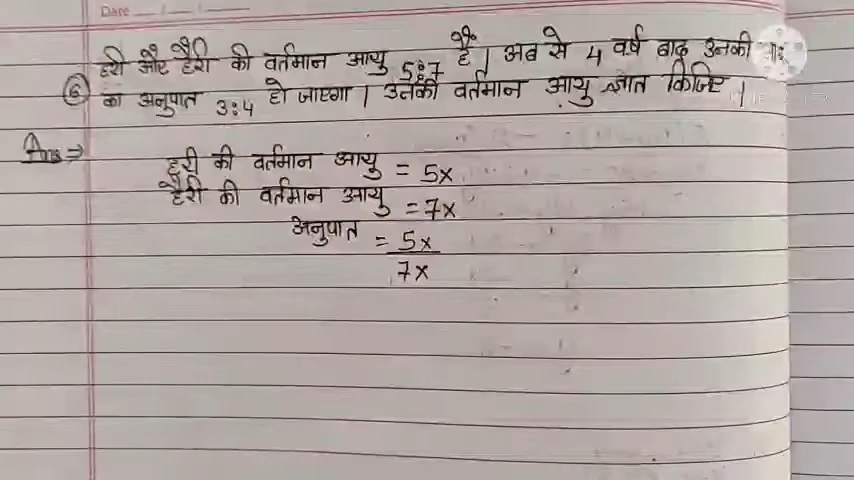 Date
हरी और हैरी की वर्तमान आयु 5:7 है। अब से 4 वर्ष बाद उनकी
⑥ का अनुपात 3:4 हो जाएगा। उनकी वर्तमान आयु ज्ञात किजिए।
Ans ⇒
हरी की वर्तमान आयु = 5x
हैरी की वर्तमान आयु = 7x
अनुपात = 5x
7x